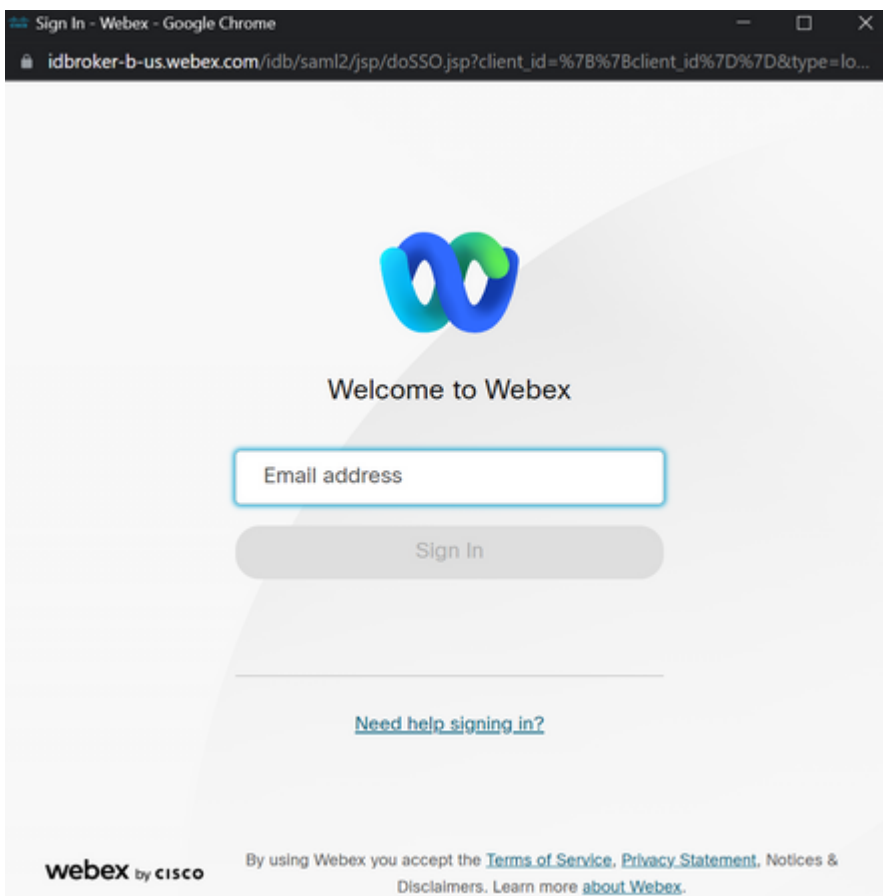 Sign In - Webex - Google Chrome
idbroker-b-us.webex.com/idb/saml2/jsp/doSSO.jsp?client_id=%7B%7Bclient_id%7D%7D&type=lo...
Welcome to Webex
Email address
Sign In
Need help signing in?
webex by CISCO
By using Webex you accept the Terms of Service, Privacy Statement, Notices &
Disclaimers. Learn more about Webex.